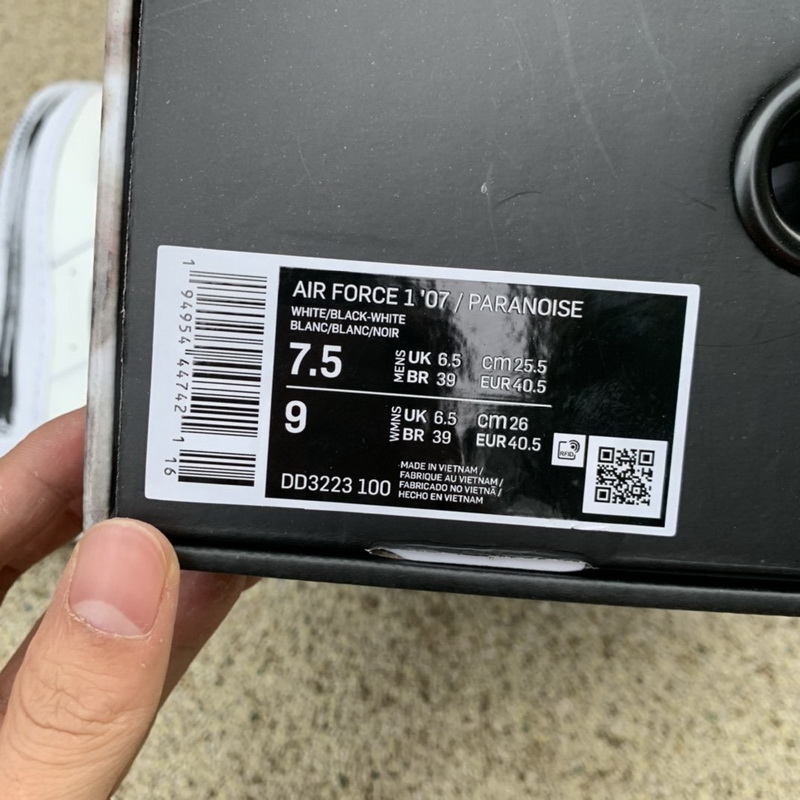 AIR FORCE 1 '07 / PARANOISE
WHITE/BLACK-WHITE
BLANC/BLANC/NOIR
7.5 MENS UK 6.5 cm 25.5
BR 39 EUR 40.5
9 WMNS UK 6.5 cm 26
BR 39 EUR 40.5
RFID
DD3223 100
MADE IN VIETNAM /
FABRIQUE AU VIETNAM /
FABRICADO NO VIETNÃ /
HECHO EN VIETNAM
1 94954 44742 1 16